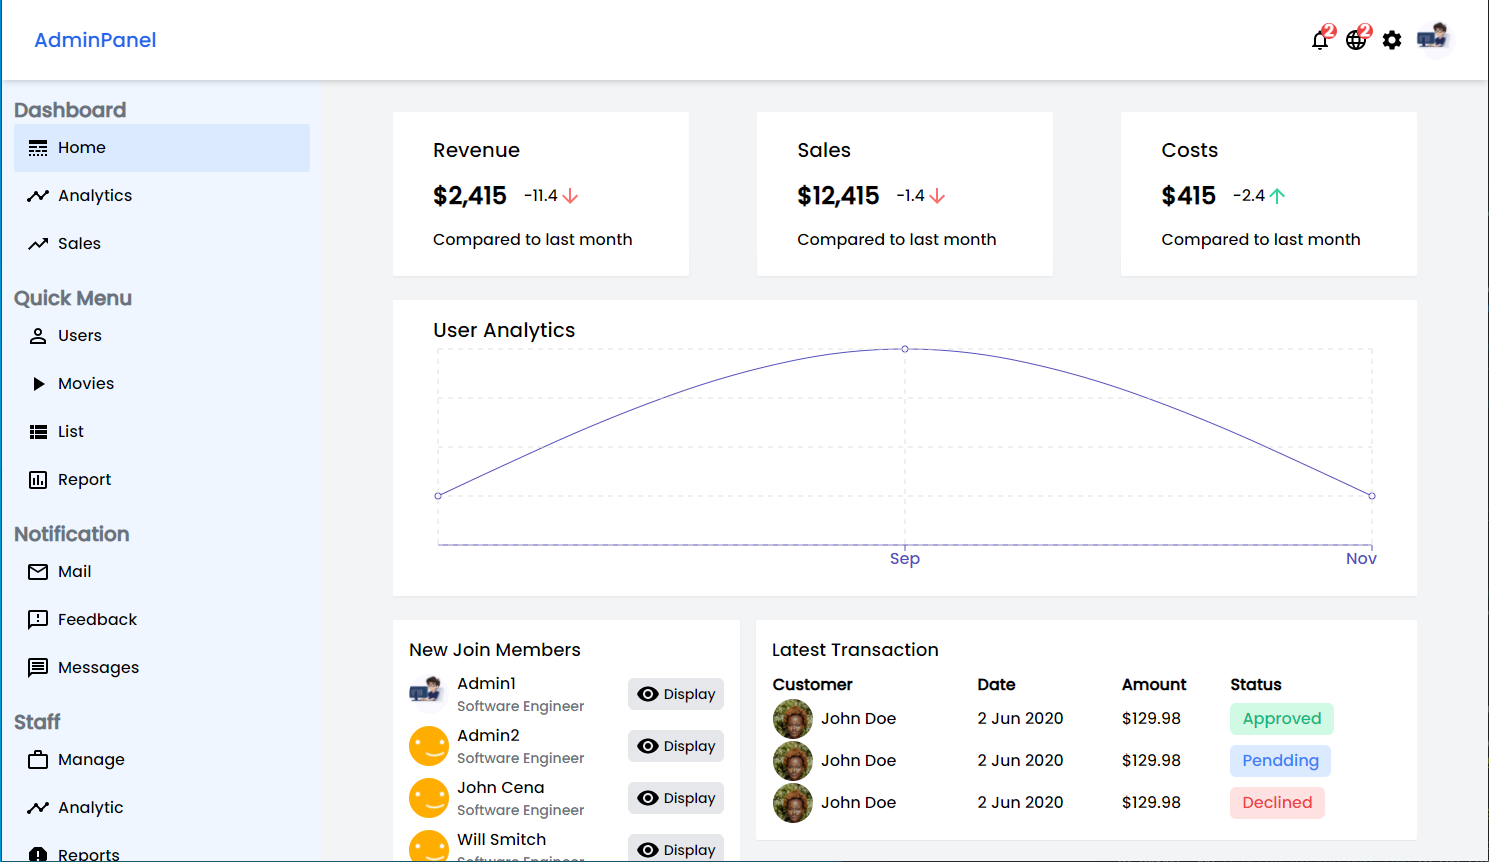 AdminPanel
2
2
Dashboard
Home
Analytics
Sales
Quick Menu
Users
Movies
List
Report
Notification
Mail
Feedback
Messages
Staff
Manage
Analytic
Reports
Revenue
$2,415 -11.4
Compared to last month
Sales
$12,415 -1.4
Compared to last month
Costs
$415 -2.4
Compared to last month
User Analytics
Sep Nov
New Join Members
Admin1
Software Engineer
Display
Admin2
Software Engineer
Display
John Cena
Software Engineer
Display
Will Smitch
Software Engineer
Display
Latest Transaction
Customer Date Amount Status
John Doe 2 Jun 2020 $129.98 Approved
John Doe 2 Jun 2020 $129.98 Pendding
John Doe 2 Jun 2020 $129.98 Declined